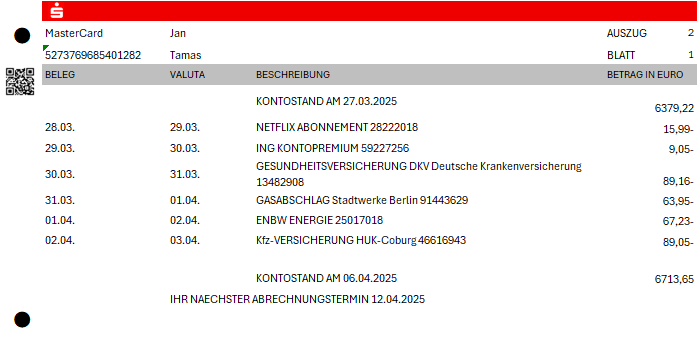 MasterCard Jan AUSZUG 2
5273769685401282 Tamas BLATT 1
BELEG VALUTA BESCHREIBUNG BETRAG IN EURO
KONTOSTAND AM 27.03.2025 6379,22
28.03. 29.03. NETFLIX ABONNEMENT 28222018 15,99-
29.03. 30.03. ING KONTOPREMIUM 59227256 9,05-
30.03. 31.03. GESUNDHEITSVERSICHERUNG DKV Deutsche Krankenversicherung
13482908 89,16-
31.03. 01.04. GASABSCHLAG Stadtwerke Berlin 91443629 63,95-
01.04. 02.04. ENBW ENERGIE 25017018 67,23-
02.04. 03.04. Kfz-VERSICHERUNG HUK-Coburg 46616943 89,05-
KONTOSTAND AM 06.04.2025 6713,65
IHR NAECHSTER ABRECHNUNGSTERMIN 12.04.2025